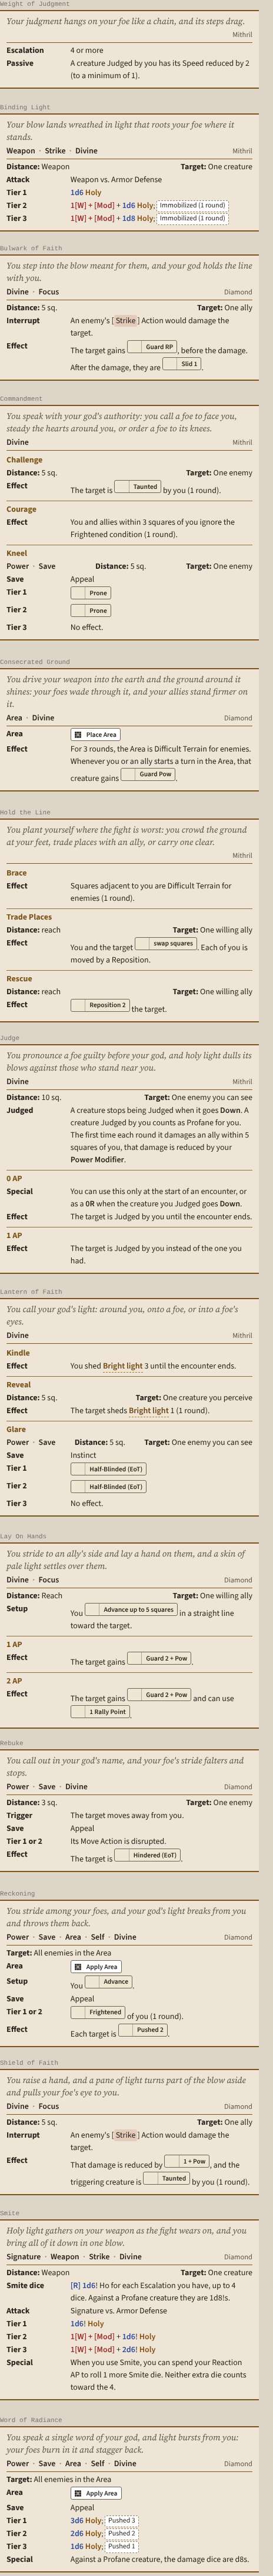 Weight of Judgment
Your judgment hangs on your foe like a chain, and its steps drag.
Mithril
Escalation 4 or more
Passive A creature Judged by you has its Speed reduced by 2
(to a minimum of 1).
Binding Light
Your blow lands wreathed in light that roots your foe where it
stands.
Weapon · Strike · Divine Mithril
Distance: Weapon Target: One creature
Attack Weapon vs. Armor Defense
Tier 1 1d6 Holy
Tier 2 1[W] + [Mod] + 1d6 Holy; Immobilized (1 round)
Tier 3 1[W] + [Mod] + 1d8 Holy; Immobilized (1 round)
Bulwark of Faith
You step into the blow meant for them, and your god holds the line
with you.
Divine · Focus Diamond
Distance: 5 sq. Target: One ally
Interrupt An enemy's [ Strike ] Action would damage the
target.
Effect The target gains Guard RP, before the damage.
After the damage, they are Slid 1.
Commandment
You speak with your god's authority: you call a foe to face you,
steady the hearts around you, or order a foe to its knees.
Divine Mithril
Challenge
Distance: 5 sq. Target: One enemy
Effect The target is Taunted by you (1 round).
Courage
Effect You and allies within 3 squares of you ignore the
Frightened condition (1 round).
Kneel
Power · Save Distance: 5 sq. Target: One enemy
Save Appeal
Tier 1 Prone
Tier 2 Prone
Tier 3 No effect.
Consecrated Ground
You drive your weapon into the earth and the ground around it
shines: your foes wade through it, and your allies stand firmer on
it.
Area · Divine Diamond
Area Place Area
Effect For 3 rounds, the Area is Difficult Terrain for enemies.
Whenever you or an ally starts a turn in the Area, that
creature gains Guard Pow.
Hold the Line
You plant yourself where the fight is worst: you crowd the ground
at your feet, trade places with an ally, or carry one clear.
Mithril
Brace
Effect Squares adjacent to you are Difficult Terrain for
enemies (1 round).
Trade Places
Distance: reach Target: One willing ally
Effect You and the target swap squares. Each of you is
moved by a Reposition.
Rescue
Distance: reach Target: One willing ally
Effect Reposition 2 the target.
Judge
You pronounce a foe guilty before your god, and holy light dulls its
blows against those who stand near you.
Divine Mithril
Distance: 10 sq. Target: One enemy you can see
Judged A creature stops being Judged when it goes Down. A
creature Judged by you counts as Profane for you.
The first time each round it damages an ally within 5
squares of you, that damage is reduced by your
Power Modifier.
0 AP
Special You can use this only at the start of an encounter, or
as a 0R when the creature you Judged goes Down.
Effect The target is Judged by you until the encounter ends.
1 AP
Effect The target is Judged by you instead of the one you
had.
Lantern of Faith
You call your god's light: around you, onto a foe, or into a foe's
eyes.
Divine Mithril
Kindle
Effect You shed Bright light 3 until the encounter ends.
Reveal
Distance: 5 sq. Target: One creature you perceive
Effect The target sheds Bright light 1 (1 round).
Glare
Power · Save Distance: 5 sq. Target: One enemy you can see
Save Instinct
Tier 1 Half-Blinded (EoT)
Tier 2 Half-Blinded (EoT)
Tier 3 No effect.
Lay On Hands
You stride to an ally's side and lay a hand on them, and a skin of
pale light settles over them.
Divine · Focus Diamond
Distance: Reach Target: One willing ally
Setup You Advance up to 5 squares in a straight line
toward the target.
1 AP
Effect The target gains Guard 2 + Pow.
2 AP
Effect The target gains Guard 2 + Pow and can use
1 Rally Point.
Rebuke
You call out in your god's name, and your foe's stride falters and
stops.
Power · Save · Divine Diamond
Distance: 3 sq. Target: One enemy
Trigger The target moves away from you.
Save Appeal
Tier 1 or 2 Its Move Action is disrupted.
Effect The target is Hindered (EoT).
Reckoning
You stride among your foes, and your god's light breaks from you
and throws them back.
Power · Save · Area · Self · Divine Diamond
Target: All enemies in the Area
Area Apply Area
Setup You Advance.
Save Appeal
Tier 1 or 2 Frightened of you (1 round).
Effect Each target is Pushed 2.
Shield of Faith
You raise a hand, and a pane of light turns part of the blow aside
and pulls your foe's eye to you.
Divine · Focus Diamond
Distance: 5 sq. Target: One ally
Interrupt An enemy's [ Strike ] Action would damage the
target.
Effect That damage is reduced by 1 + Pow, and the
triggering creature is Taunted by you (1 round).
Smite
Holy light gathers on your weapon as the fight wears on, and you
bring all of it down in one blow.
Signature · Weapon · Strike · Divine
Distance: Weapon Target: One creature
Smite dice [R] 1d6! Ho for each Escalation you have, up to 4
dice. Against a Profane creature they are 1d8!s.
Attack Signature vs. Armor Defense
Tier 1 1d6! Holy
Tier 2 1[W] + [Mod] + 1d6! Holy
Tier 3 1[W] + [Mod] + 2d6! Holy
Special When you use Smite, you can spend your Reaction
AP to roll 1 more Smite die. Neither extra die counts
toward the 4.
Word of Radiance
You speak a single word of your god, and light bursts from you:
your foes burn in it and stagger back.
Power · Save · Area · Self · Divine Diamond
Target: All enemies in the Area
Area Apply Area
Save Appeal
Tier 1 3d6 Holy; Pushed 3
Tier 2 2d6 Holy; Pushed 2
Tier 3 1d6 Holy; Pushed 1
Special Against a Profane creature, the damage dice are d8s.